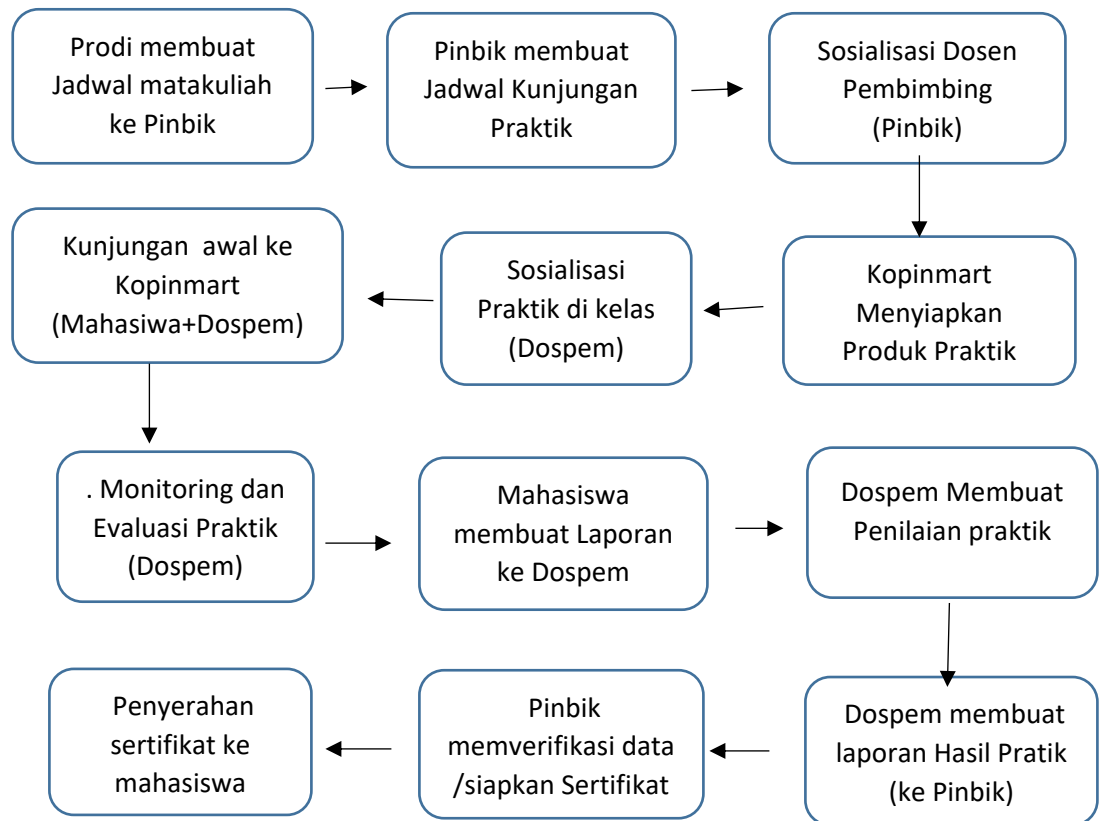 Prodi membuat
Jadwal matakuliah
ke Pinbik
Pinbik membuat
Jadwal Kunjungan
Praktik
Sosialisasi Dosen
Pembimbing
(Pinbik)
Kopinmart
Menyiapkan
Produk Praktik
Sosialisasi
Praktik di kelas
(Dospem)
Kunjungan awal ke
Kopinmart
(Mahasiwa+Dospem)
. Monitoring dan
Evaluasi Praktik
(Dospem)
Mahasiswa
membuat Laporan
ke Dospem
Dospem Membuat
Penilaian praktik
Dospem membuat
laporan Hasil Pratik
(ke Pinbik)
Pinbik
memverifikasi data
/siapkan Sertifikat
Penyerahan
sertifikat ke
mahasiswa